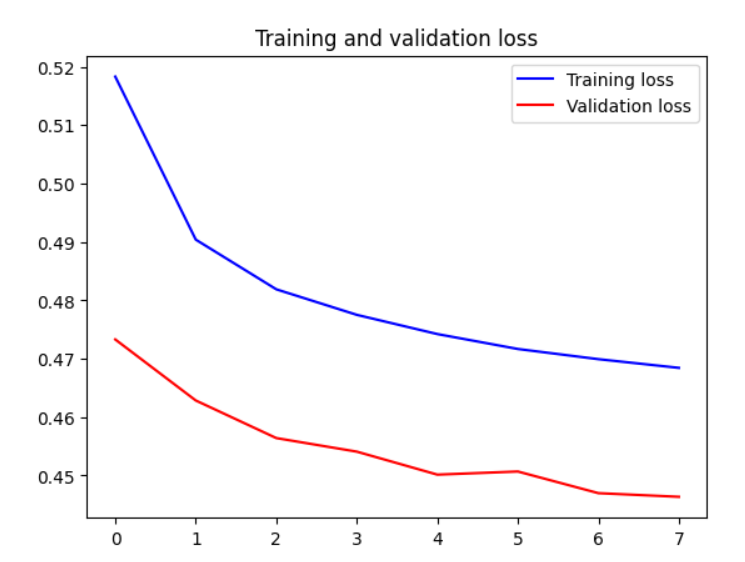 Training and validation loss
Training loss
Validation loss
0.52
0.51
0.50
0.49
0.48
0.47
0.46
0.45
0 1 2 3 4 5 6 7